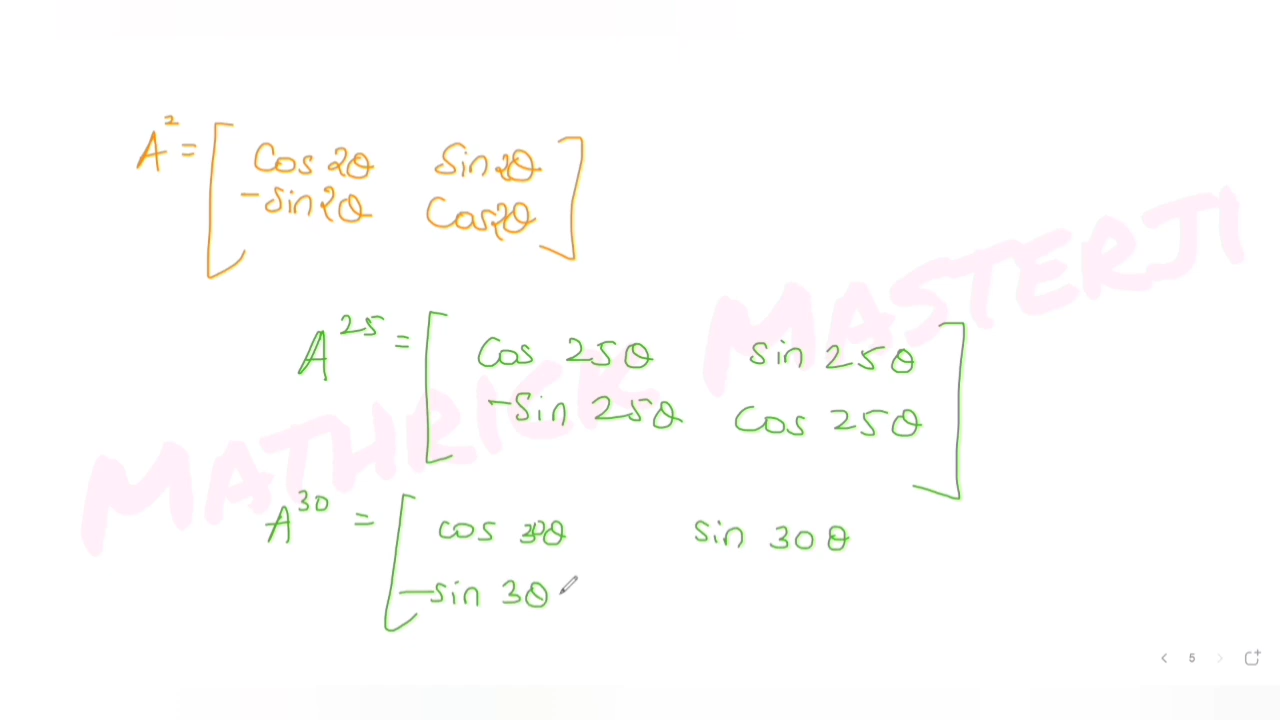 A² = [ Cos 2θ Sin 2θ
-Sin 2θ Cos 2θ ]
A²⁵ = [ Cos 25θ Sin 25θ
-Sin 25θ Cos 25θ ]
A³⁰ = [ cos 30θ sin 30θ
-sin 3θ
MATHRICK MASTERJI
5